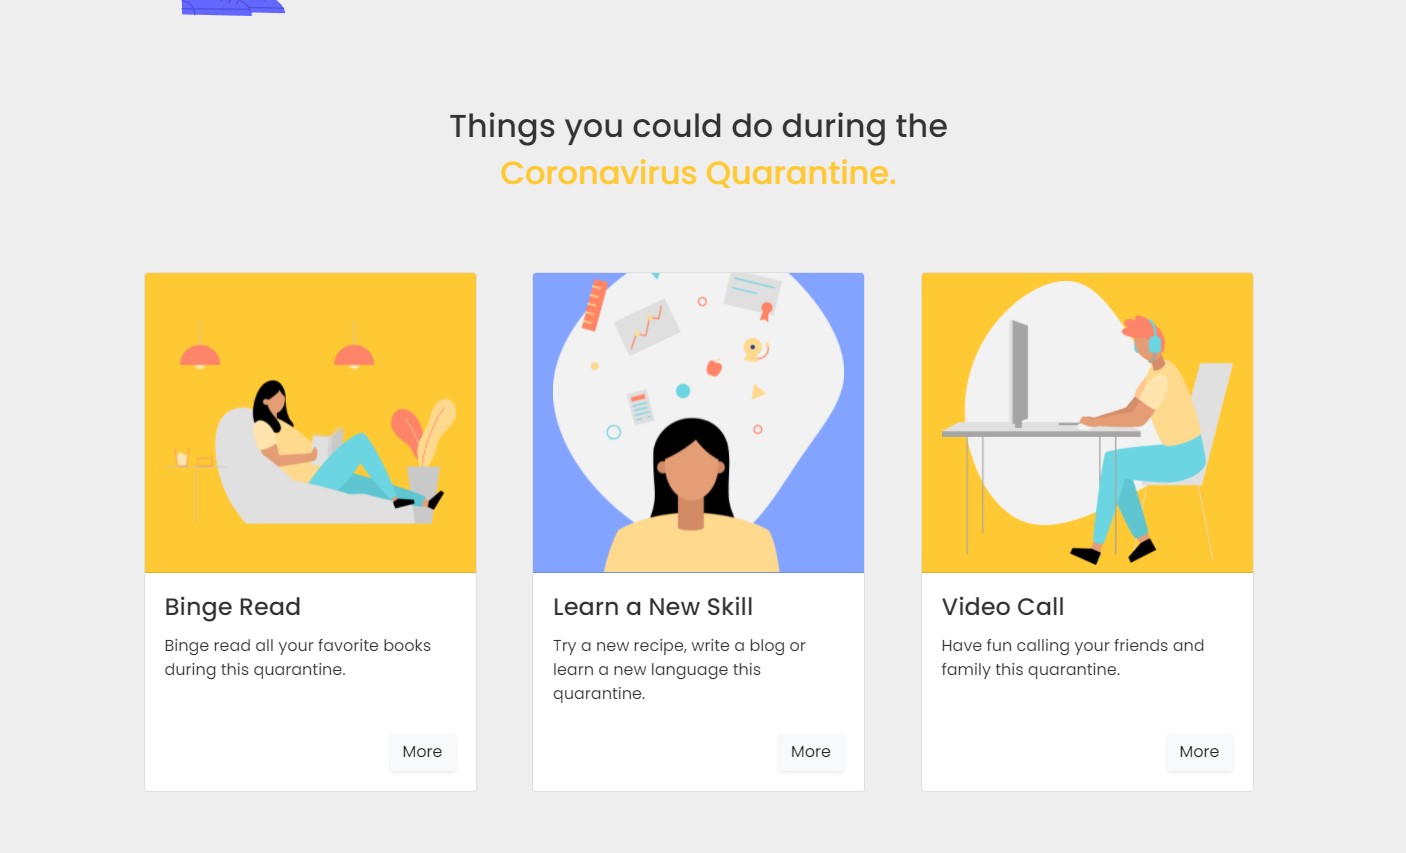 Things you could do during the
Coronavirus Quarantine.
Binge Read
Binge read all your favorite books
during this quarantine.
More
Learn a New Skill
Try a new recipe, write a blog or
learn a new language this
quarantine.
More
Video Call
Have fun calling your friends and
family this quarantine.
More